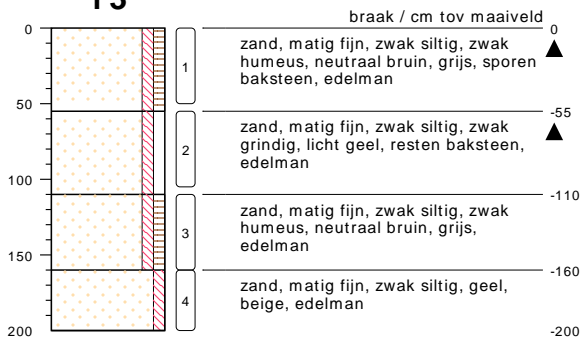 braak / cm tov maaiveld
0
0
1
zand, matig fijn, zwak siltig, zwak
humeus, neutraal bruin, grijs, sporen
baksteen, edelman
50
-55
2
zand, matig fijn, zwak siltig, zwak
grindig, licht geel, resten baksteen,
edelman
100
-110
3
zand, matig fijn, zwak siltig, zwak
humeus, neutraal bruin, grijs,
edelman
150
-160
4
zand, matig fijn, zwak siltig, geel,
beige, edelman
200
-200